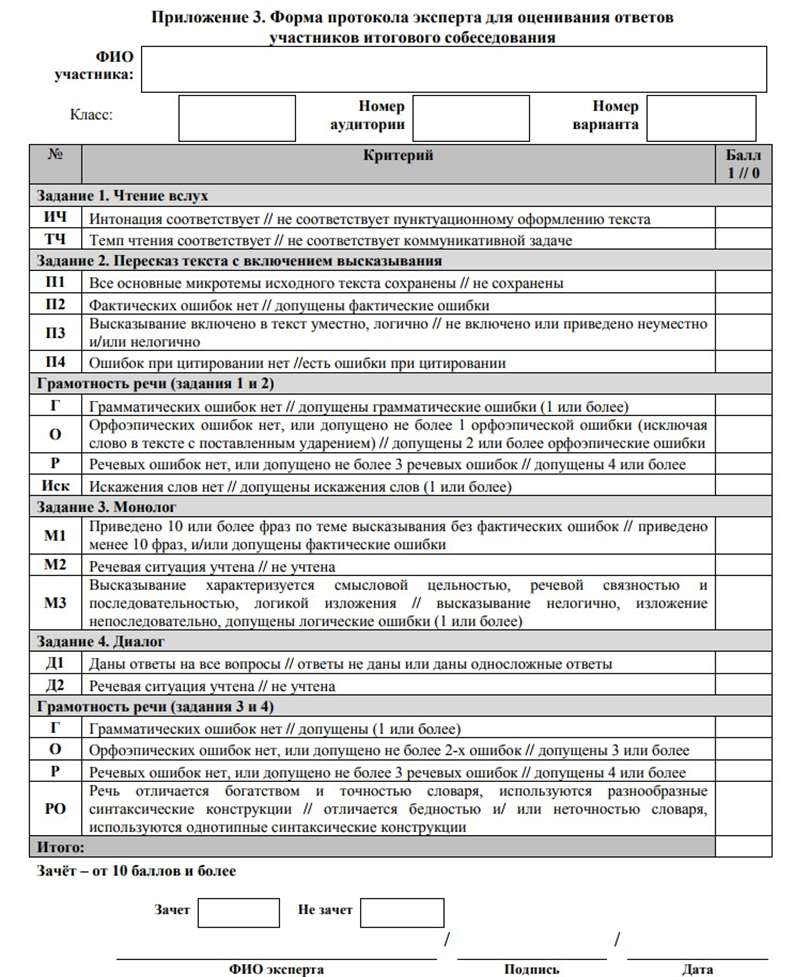 Приложение 3. Форма протокола эксперта для оценивания ответов
участников итогового собеседования
ФИО
участника:
Класс:
Номер
аудитории
Номер
варианта
№ Критерий Балл
1 // 0
Задание 1. Чтение вслух
ИЧ Интонация соответствует // не соответствует пунктуационному оформлению текста
ТЧ Темп чтения соответствует // не соответствует коммуникативной задаче
Задание 2. Пересказ текста с включением высказывания
П1 Все основные микротемы исходного текста сохранены // не сохранены
П2 Фактических ошибок нет // допущены фактические ошибки
П3 Высказывание включено в текст уместно, логично // не включено или приведено неуместно
и/или нелогично
П4 Ошибок при цитировании нет //есть ошибки при цитировании
Грамотность речи (задания 1 и 2)
Г Грамматических ошибок нет // допущены грамматические ошибки (1 или более)
О Орфоэпических ошибок нет, или допущено не более 1 орфоэпической ошибки (исключая
слово в тексте с поставленным ударением) // допущены 2 или более орфоэпические ошибки
Р Речевых ошибок нет, или допущено не более 3 речевых ошибок // допущены 4 или более
Иск Искажения слов нет // допущены искажения слов (1 или более)
Задание 3. Монолог
М1 Приведено 10 или более фраз по теме высказывания без фактических ошибок // приведено
менее 10 фраз, и/или допущены фактические ошибки
М2 Речевая ситуация учтена // не учтена
М3 Высказывание характеризуется смысловой цельностью, речевой связностью и
последовательностью, логикой изложения // высказывание нелогично, изложение
непоследовательно, допущены логические ошибки (1 или более)
Задание 4. Диалог
Д1 Даны ответы на все вопросы // ответы не даны или даны односложные ответы
Д2 Речевая ситуация учтена // не учтена
Грамотность речи (задания 3 и 4)
Г Грамматических ошибок нет // допущены (1 или более)
О Орфоэпических ошибок нет, или допущено не более 2-х ошибок // допущены 3 или более
Р Речевых ошибок нет, или допущено не более 3 речевых ошибок // допущены 4 или более
РО Речь отличается богатством и точностью словаря, используются разнообразные
синтаксические конструкции // отличается бедностью и/ или неточностью словаря,
используются однотипные синтаксические конструкции
Итого:
Зачёт – от 10 баллов и более
Зачет Не зачет
/ /
ФИО эксперта Подпись Дата